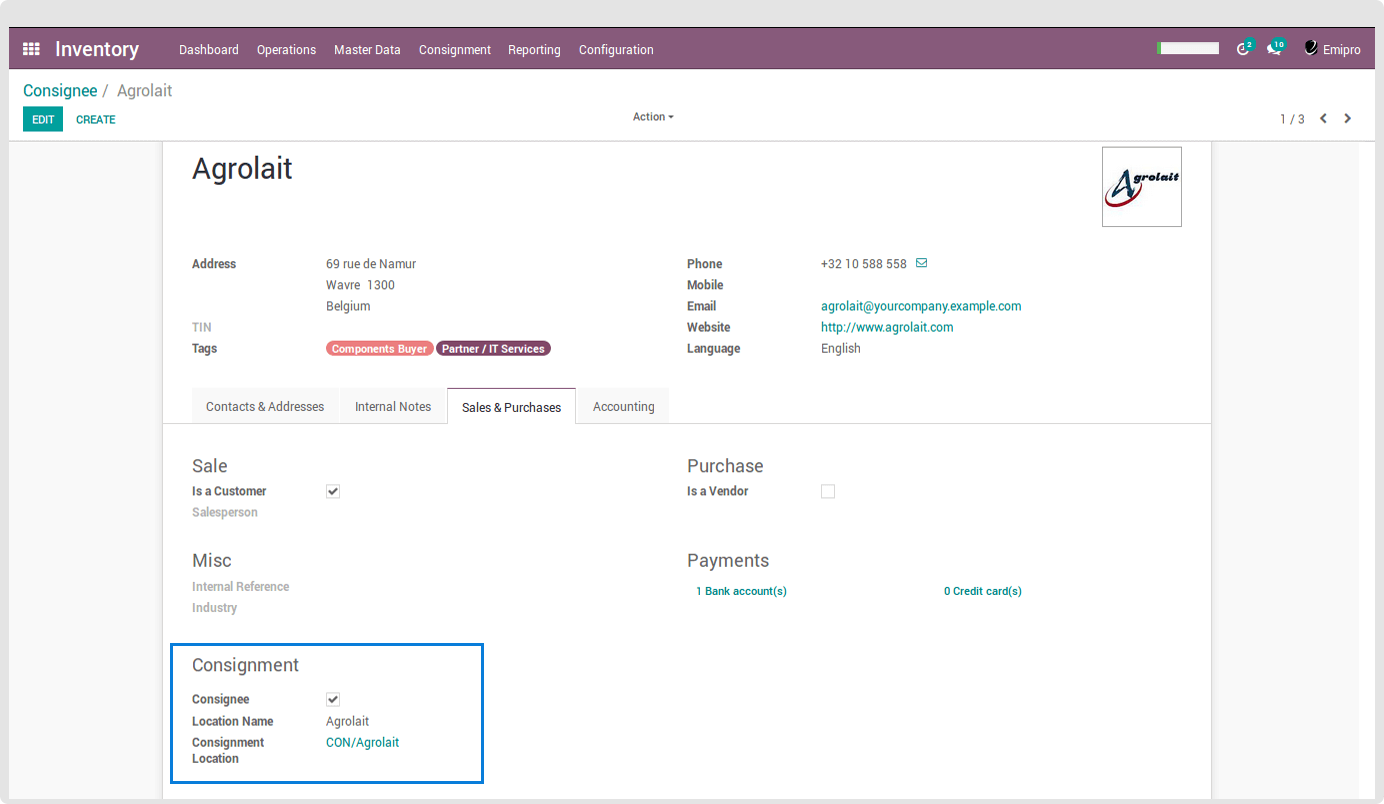 Inventory Dashboard Operations Master Data Consignment Reporting Configuration 2 10 Emipro
Consignee / Agrolait
EDIT CREATE Action 1 / 3
Agrolait
Agrolait
Address 69 rue de Namur Phone +32 10 588 558
Wavre 1300 Mobile
Belgium Email agrolait@yourcompany.example.com
TIN Website http://www.agrolait.com
Tags Components Buyer Partner / IT Services Language English
Contacts & Addresses Internal Notes Sales & Purchases Accounting
Sale Purchase
Is a Customer Is a Vendor
Salesperson
Misc Payments
Internal Reference 1 Bank account(s) 0 Credit card(s)
Industry
Consignment
Consignee
Location Name Agrolait
Consignment CON/Agrolait
Location